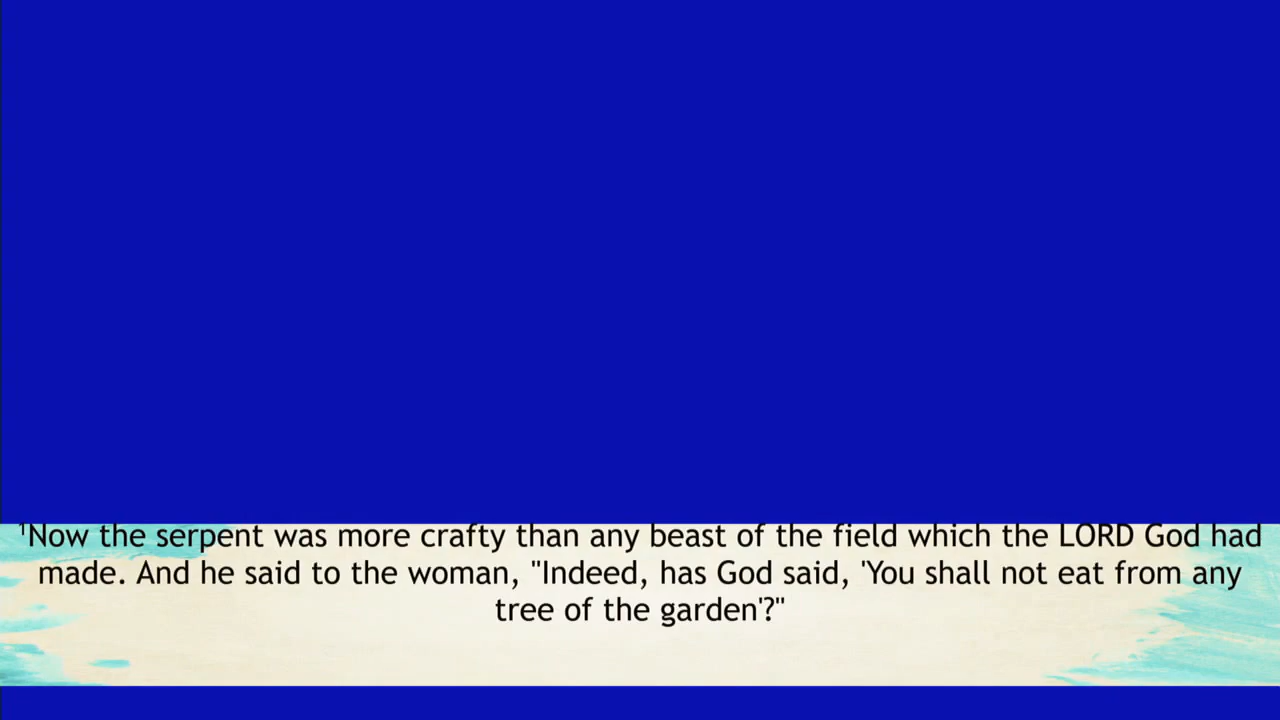 ¹Now the serpent was more crafty than any beast of the field which the LORD God had
made. And he said to the woman, "Indeed, has God said, 'You shall not eat from any
tree of the garden'?"